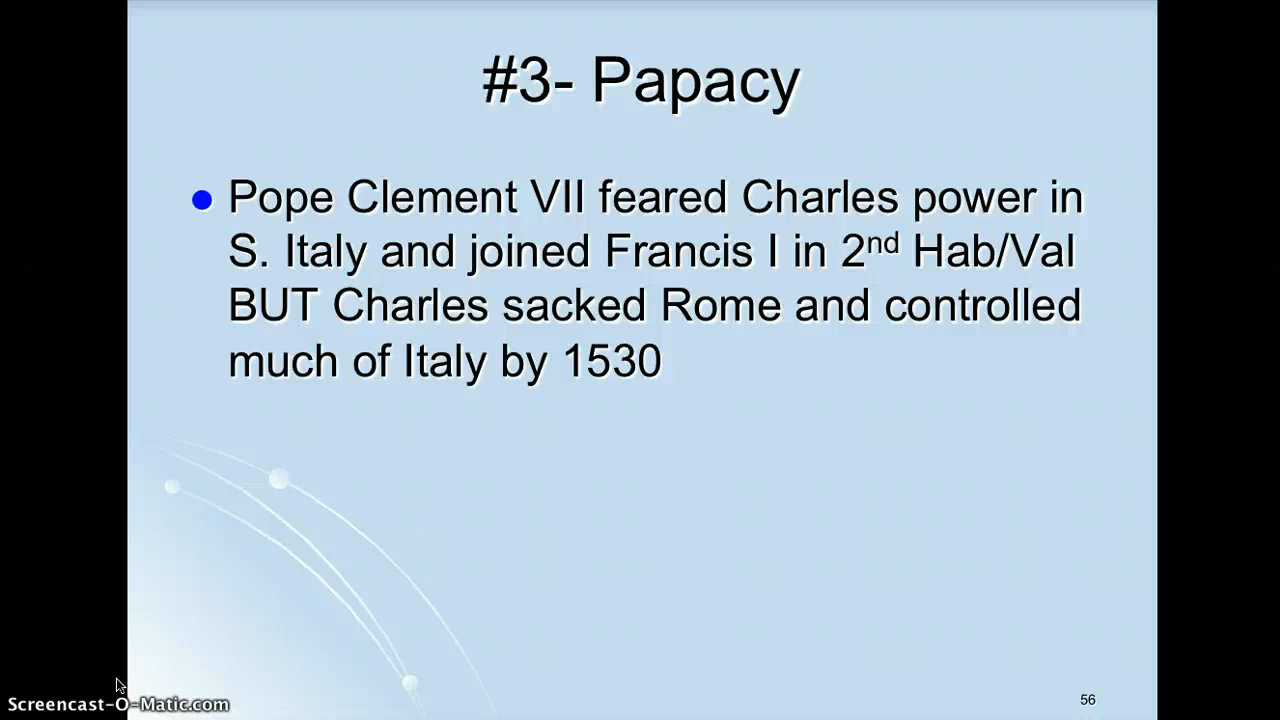 #3- Papacy
Pope Clement VII feared Charles power in
S. Italy and joined Francis I in 2nd Hab/Val
BUT Charles sacked Rome and controlled
much of Italy by 1530
Screencast-O-Matic.com
56